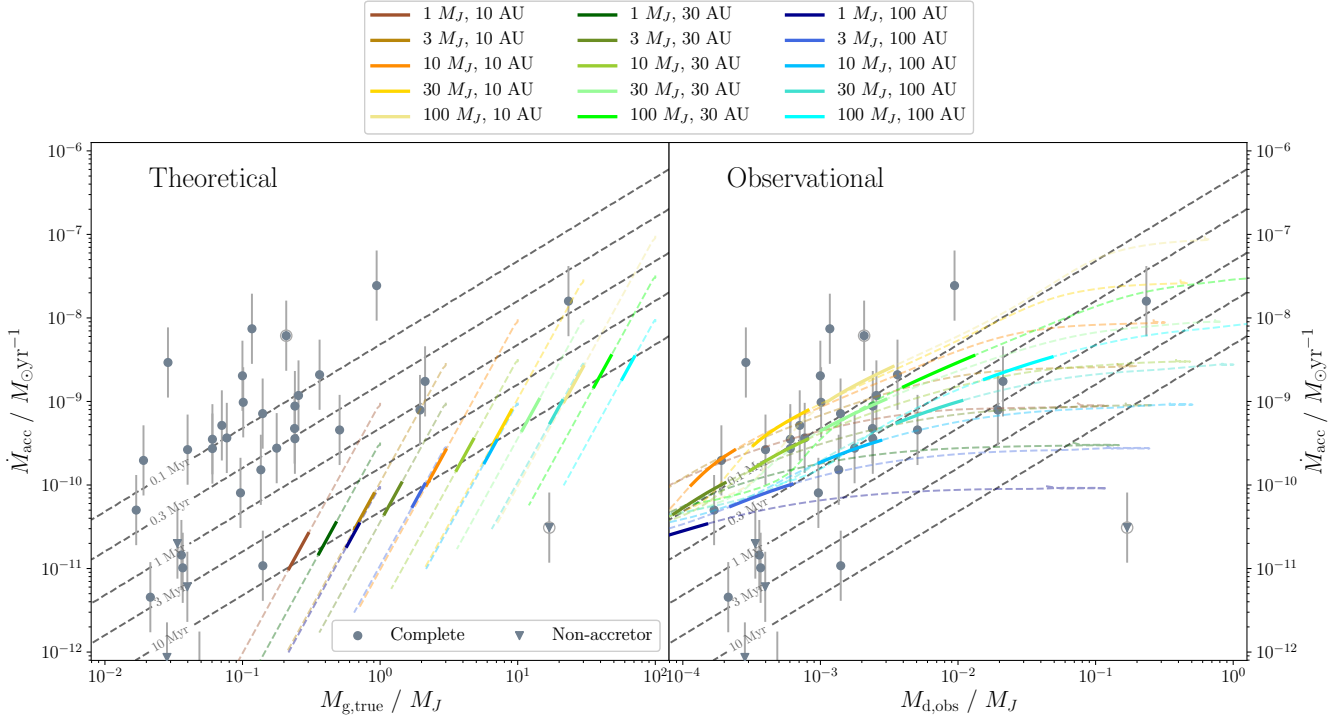 1 M_J, 10 AU
3 M_J, 10 AU
10 M_J, 10 AU
30 M_J, 10 AU
100 M_J, 10 AU
1 M_J, 30 AU
3 M_J, 30 AU
10 M_J, 30 AU
30 M_J, 30 AU
100 M_J, 30 AU
1 M_J, 100 AU
3 M_J, 100 AU
10 M_J, 100 AU
30 M_J, 100 AU
100 M_J, 100 AU
Theoretical
10^{-6}
10^{-7}
10^{-8}
10^{-9}
10^{-10}
10^{-11}
10^{-12}
Ṁ_acc / M_⊙yr^{-1}
0.1 Myr
0.3 Myr
1 Myr
3 Myr
10 Myr
Complete
Non-accretor
10^{-2}
10^{-1}
10^0
10^1
10^2
M_{g,true} / M_J
Observational
0.1 Myr
0.3 Myr
1 Myr
3 Myr
10 Myr
10^{-4}
10^{-3}
10^{-2}
10^{-1}
10^0
M_{d,obs} / M_J
10^{-6}
10^{-7}
10^{-8}
10^{-9}
10^{-10}
10^{-11}
10^{-12}
Ṁ_acc / M_⊙yr^{-1}